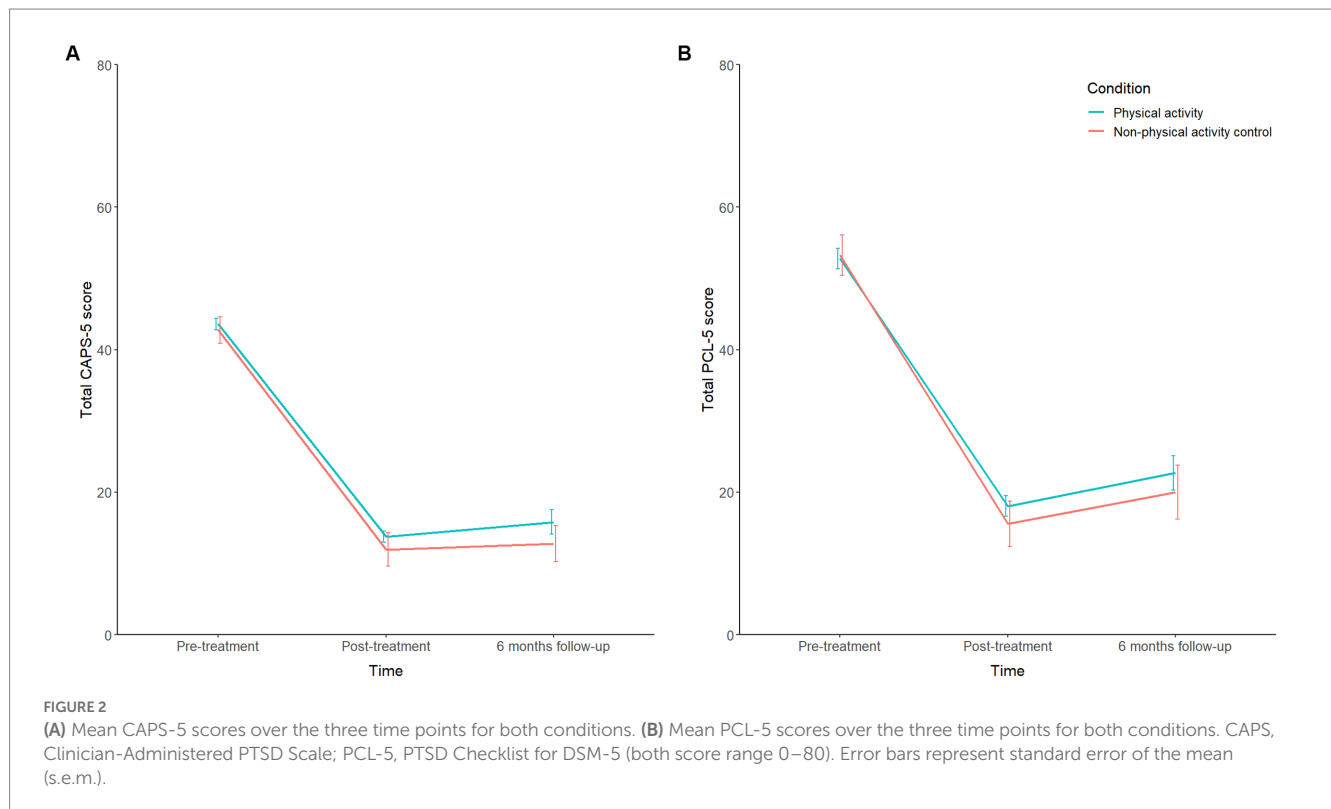 A
80
60
40
20
0
Total CAPS-5 score
Pre-treatment
Post-treatment
6 months follow-up
Time
B
80
60
40
20
0
Total PCL-5 score
Condition
Physical activity
Non-physical activity control
Pre-treatment
Post-treatment
6 months follow-up
Time
FIGURE 2
(A) Mean CAPS-5 scores over the three time points for both conditions. (B) Mean PCL-5 scores over the three time points for both conditions. CAPS,
Clinician-Administered PTSD Scale; PCL-5, PTSD Checklist for DSM-5 (both score range 0–80). Error bars represent standard error of the mean
(s.e.m.).